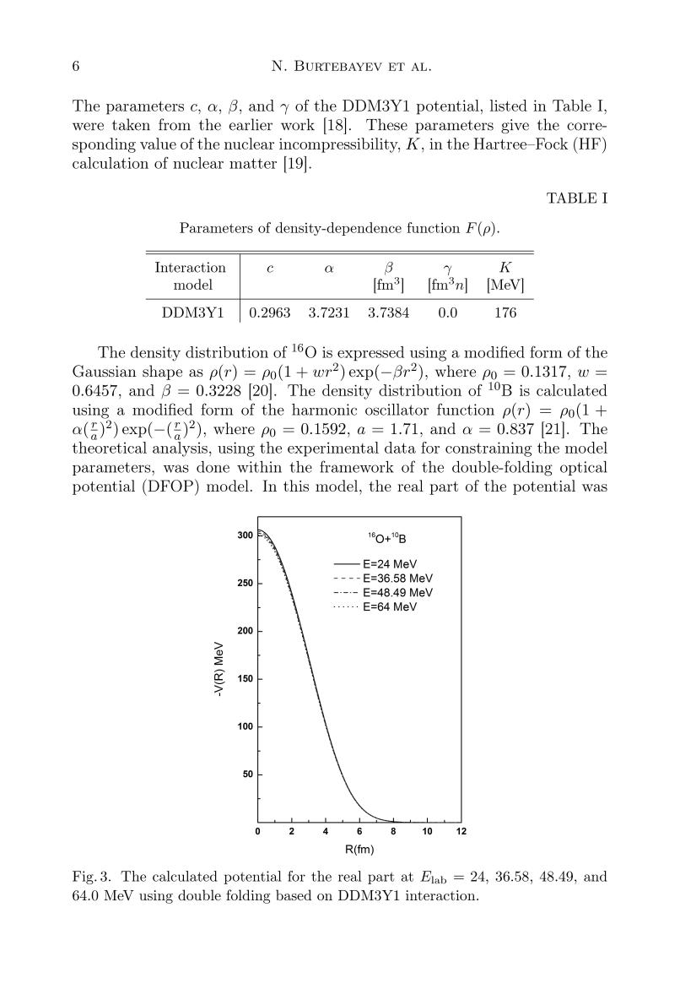 6
N. BURTEBAYEV ET AL.
The parameters c, α, β, and γ of the DDM3Y1 potential, listed in Table I,
were taken from the earlier work [18]. These parameters give the corre-
sponding value of the nuclear incompressibility, K, in the Hartree–Fock (HF)
calculation of nuclear matter [19].
TABLE I
Parameters of density-dependence function F(ρ).
Interaction c α β γ K
model [fm³] [fm³n] [MeV]
DDM3Y1 0.2963 3.7231 3.7384 0.0 176
The density distribution of ¹⁶O is expressed using a modified form of the
Gaussian shape as ρ(r) = ρ₀(1 + wr²) exp(−βr²), where ρ₀ = 0.1317, w =
0.6457, and β = 0.3228 [20]. The density distribution of ¹⁰B is calculated
using a modified form of the harmonic oscillator function ρ(r) = ρ₀(1 +
α(r/a)²) exp(−(r/a)²), where ρ₀ = 0.1592, a = 1.71, and α = 0.837 [21]. The
theoretical analysis, using the experimental data for constraining the model
parameters, was done within the framework of the double-folding optical
potential (DFOP) model. In this model, the real part of the potential was
¹⁶O+¹⁰B
E=24 MeV
E=36.58 MeV
E=48.49 MeV
E=64 MeV
300
250
200
150
100
50
-V(R) MeV
0 2 4 6 8 10 12
R(fm)
Fig. 3. The calculated potential for the real part at Elab = 24, 36.58, 48.49, and
64.0 MeV using double folding based on DDM3Y1 interaction.